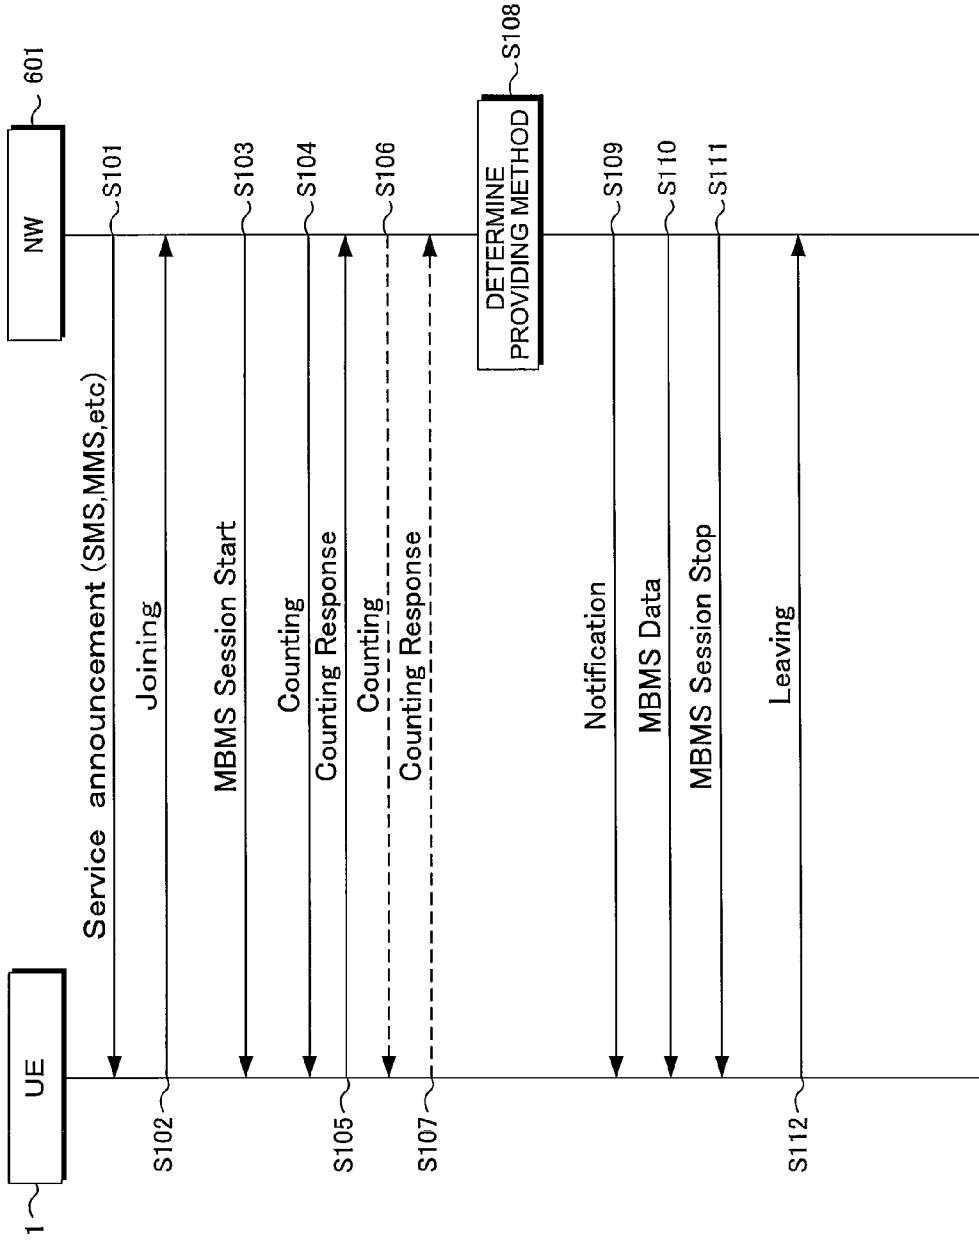 1
UE
NW
601
Service announcement (SMS,MMS,etc)
S101
S102
Joining
MBMS Session Start
S103
Counting
S104
S105
Counting Response
Counting
S106
S107
Counting Response
DETERMINE
PROVIDING METHOD
S108
Notification
S109
MBMS Data
S110
MBMS Session Stop
S111
S112
Leaving